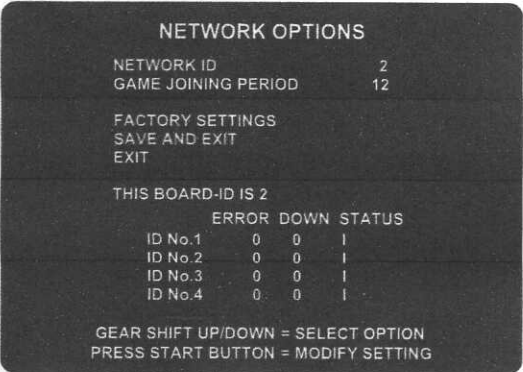 NETWORK OPTIONS
NETWORK ID 2
GAME JOINING PERIOD 12
FACTORY SETTINGS
SAVE AND EXIT
EXIT
THIS BOARD-ID IS 2
ERROR DOWN STATUS
ID No.1 0 0 I
ID No.2 0 0 I
ID No.3 0 0 I
ID No.4 0 0 I
GEAR SHIFT UP/DOWN = SELECT OPTION
PRESS START BUTTON = MODIFY SETTING